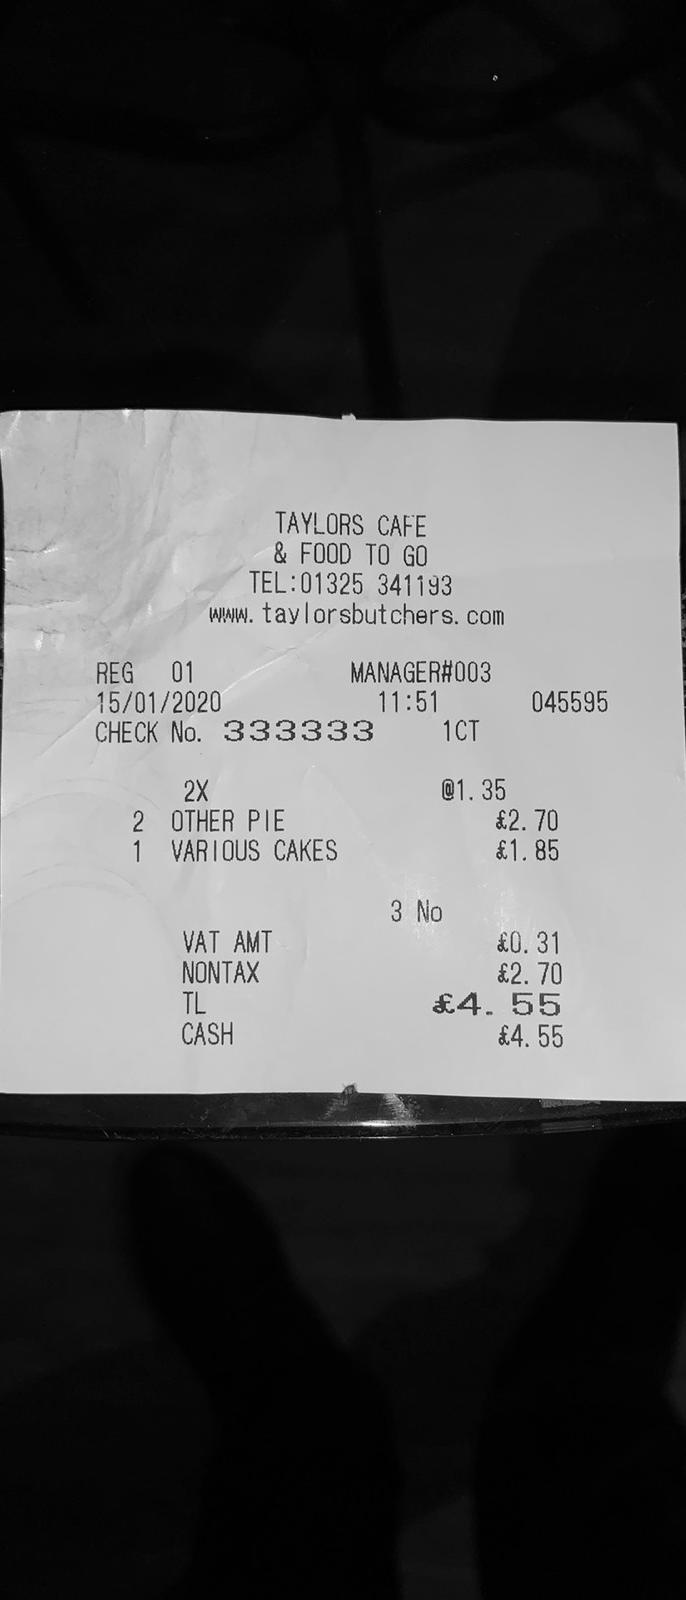 TAYLORS CAFE
& FOOD TO GO
TEL:01325 341193
www.taylorsbutchers.com
REG 01 MANAGER#003
15/01/2020 11:51 045595
CHECK No. 333333 1CT
2X @1.35
2 OTHER PIE £2.70
1 VARIOUS CAKES £1.85
3 No
VAT AMT £0.31
NONTAX £2.70
TL £4.55
CASH £4.55